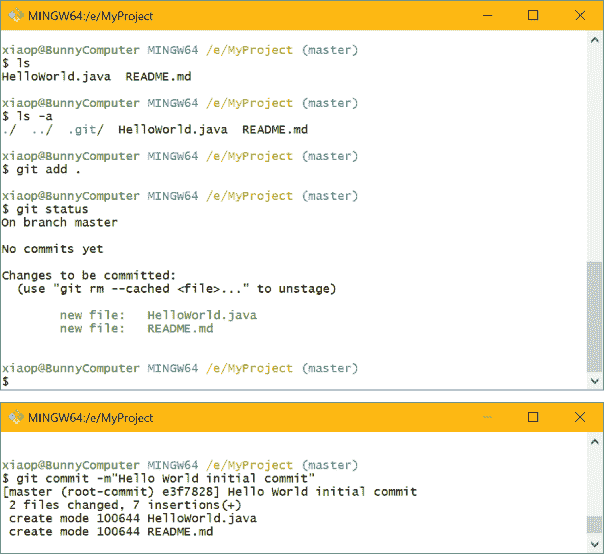 MINGW64:/e/MyProject
xiaop@BunnyComputer MINGW64 /e/MyProject (master)
$ ls
HelloWorld.java  README.md
xiaop@BunnyComputer MINGW64 /e/MyProject (master)
$ ls -a
./  ../  .git/  HelloWorld.java  README.md
xiaop@BunnyComputer MINGW64 /e/MyProject (master)
$ git add .
xiaop@BunnyComputer MINGW64 /e/MyProject (master)
$ git status
On branch master
No commits yet
Changes to be committed:
  (use "git rm --cached <file>..." to unstage)
        new file:   HelloWorld.java
        new file:   README.md
xiaop@BunnyComputer MINGW64 /e/MyProject (master)
$
MINGW64:/e/MyProject
xiaop@BunnyComputer MINGW64 /e/MyProject (master)
$ git commit -m"Hello World initial commit"
[master (root-commit) e3f7828] Hello World initial commit
 2 files changed, 7 insertions(+)
 create mode 100644 HelloWorld.java
 create mode 100644 README.md